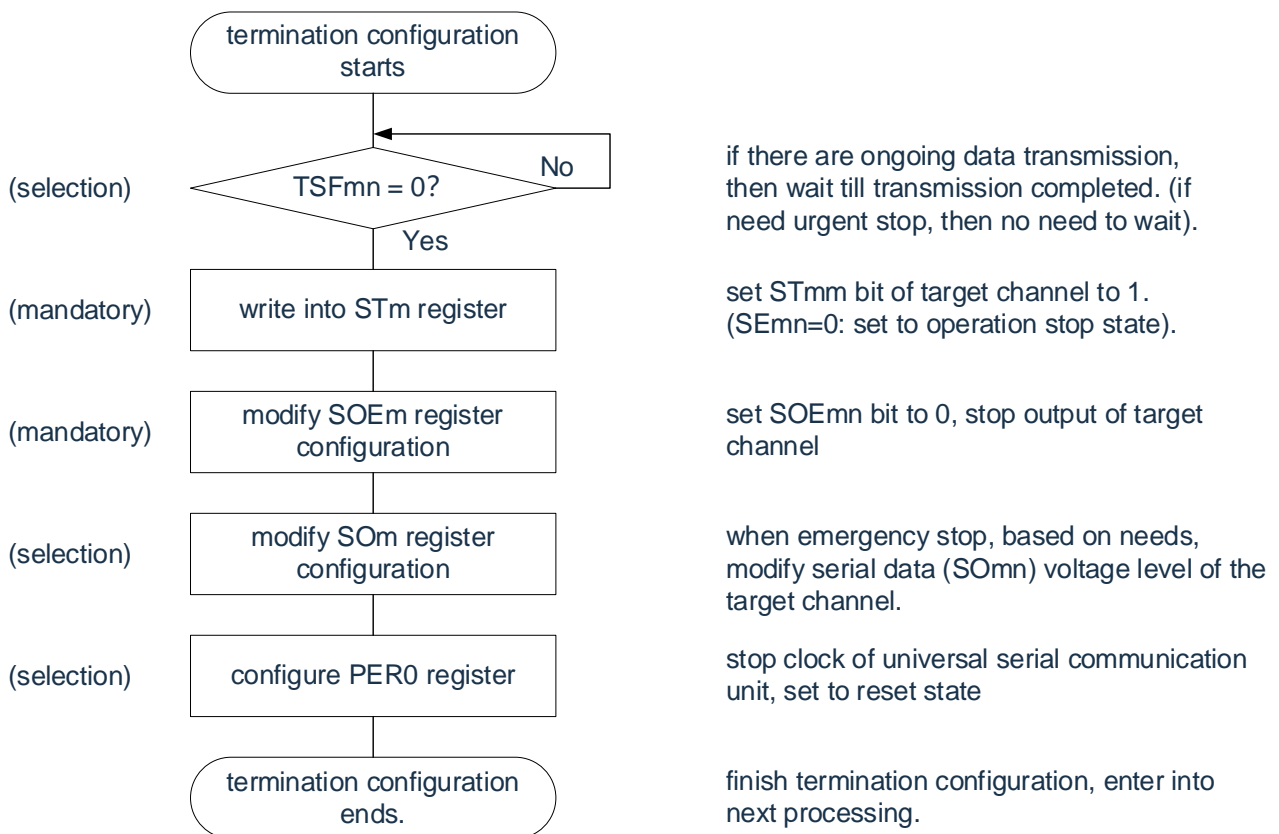 termination configuration
starts
(selection)
TSFmn = 0?
No
Yes
if there are ongoing data transmission,
then wait till transmission completed. (if
need urgent stop, then no need to wait).
(mandatory)
write into STm register
set STmm bit of target channel to 1.
(SEmn=0: set to operation stop state).
(mandatory)
modify SOEm register
configuration
set SOEmn bit to 0, stop output of target
channel
(selection)
modify SOm register
configuration
when emergency stop, based on needs,
modify serial data (SOmn) voltage level of the
target channel.
(selection)
configure PER0 register
stop clock of universal serial communication
unit, set to reset state
termination configuration
ends.
finish termination configuration, enter into
next processing.